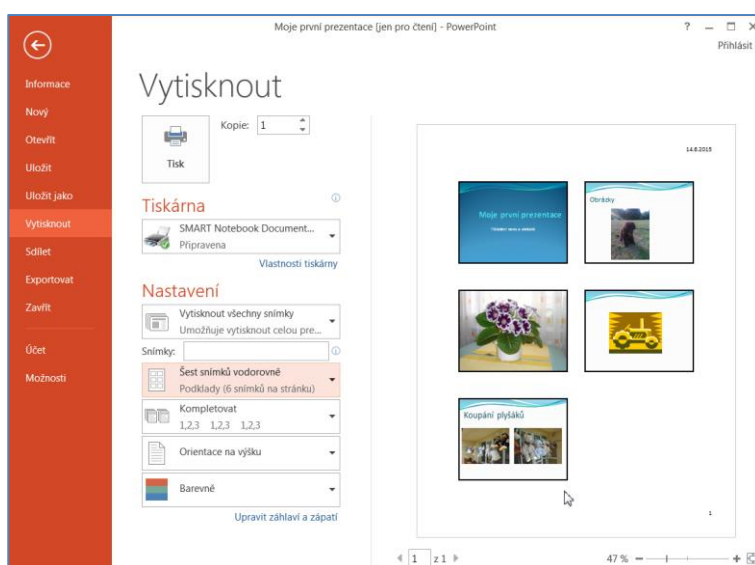 Moje první prezentace [jen pro čtení] - PowerPoint
?
Přihlásit
Informace
Nový
Otevřít
Uložit
Uložit jako
Vytisknout
Sdílet
Exportovat
Zavřít
Účet
Možnosti
Vytisknout
Kopie: 1
Tisk
Tiskárna
SMART Notebook Document...
Připravena
Vlastnosti tiskárny
Nastavení
Vytisknout všechny snímky
Umožňuje vytisknout celou pre...
Snímky:
Šest snímků vodorovně
Podklady (6 snímků na stránku)
Kompletovat
1,2,3 1,2,3 1,2,3
Orientace na výšku
Barevně
Upravit záhlaví a zápatí
14.6.2015
Moje první prezentace
Obrázky
Koupání plyšáků
1
1 z 1
47 %